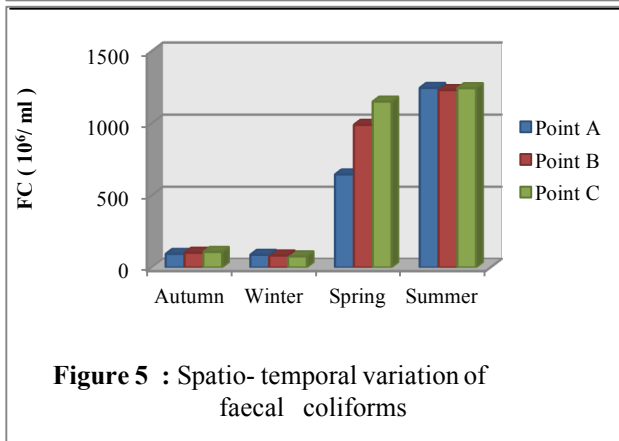 1500
1000
500
0
FC ( 10⁶/ ml )
Autumn Winter Spring Summer
Point A
Point B
Point C
Figure 5 : Spatio- temporal variation of
faecal coliforms